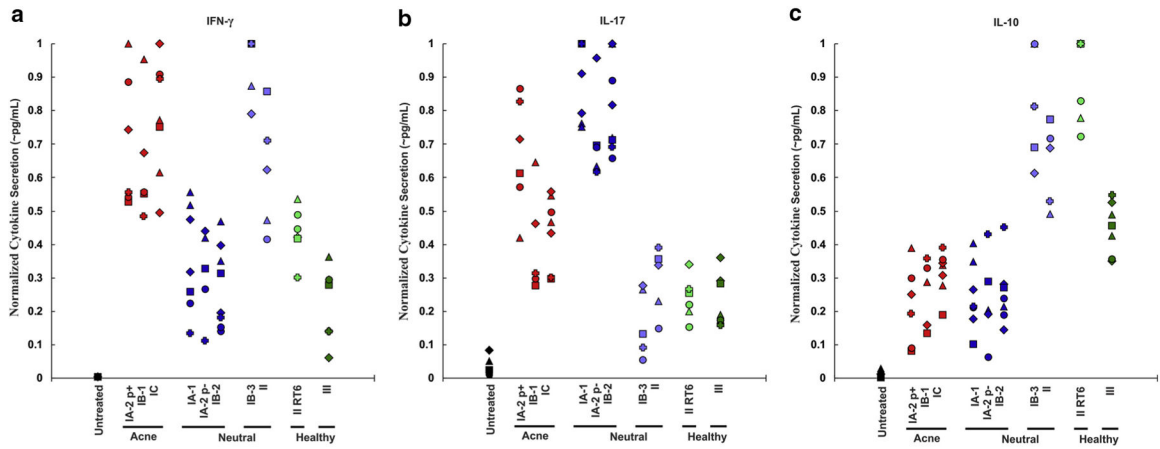 a
IFN-γ
Normalized Cytokine Secretion (~pg/mL)
1
0.9
0.8
0.7
0.6
0.5
0.4
0.3
0.2
0.1
0
Untreated
IA-2 p+
IB-1
IC
IA-1
IA-2 p-
IB-2
IB-3
II
II RT6
III
Acne
Neutral
Healthy
b
IL-17
Normalized Cytokine Secretion (~pg/mL)
1
0.9
0.8
0.7
0.6
0.5
0.4
0.3
0.2
0.1
0
Untreated
IA-2 p+
IB-1
IC
IA-1
IA-2 p-
IB-2
IB-3
II
II RT6
III
Acne
Neutral
Healthy
c
IL-10
Normalized Cytokine Secretion (~pg/mL)
1
0.9
0.8
0.7
0.6
0.5
0.4
0.3
0.2
0.1
0
Untreated
IA-2 p+
IB-1
IC
IA-1
IA-2 p-
IB-2
IB-3
II
II RT6
III
Acne
Neutral
Healthy